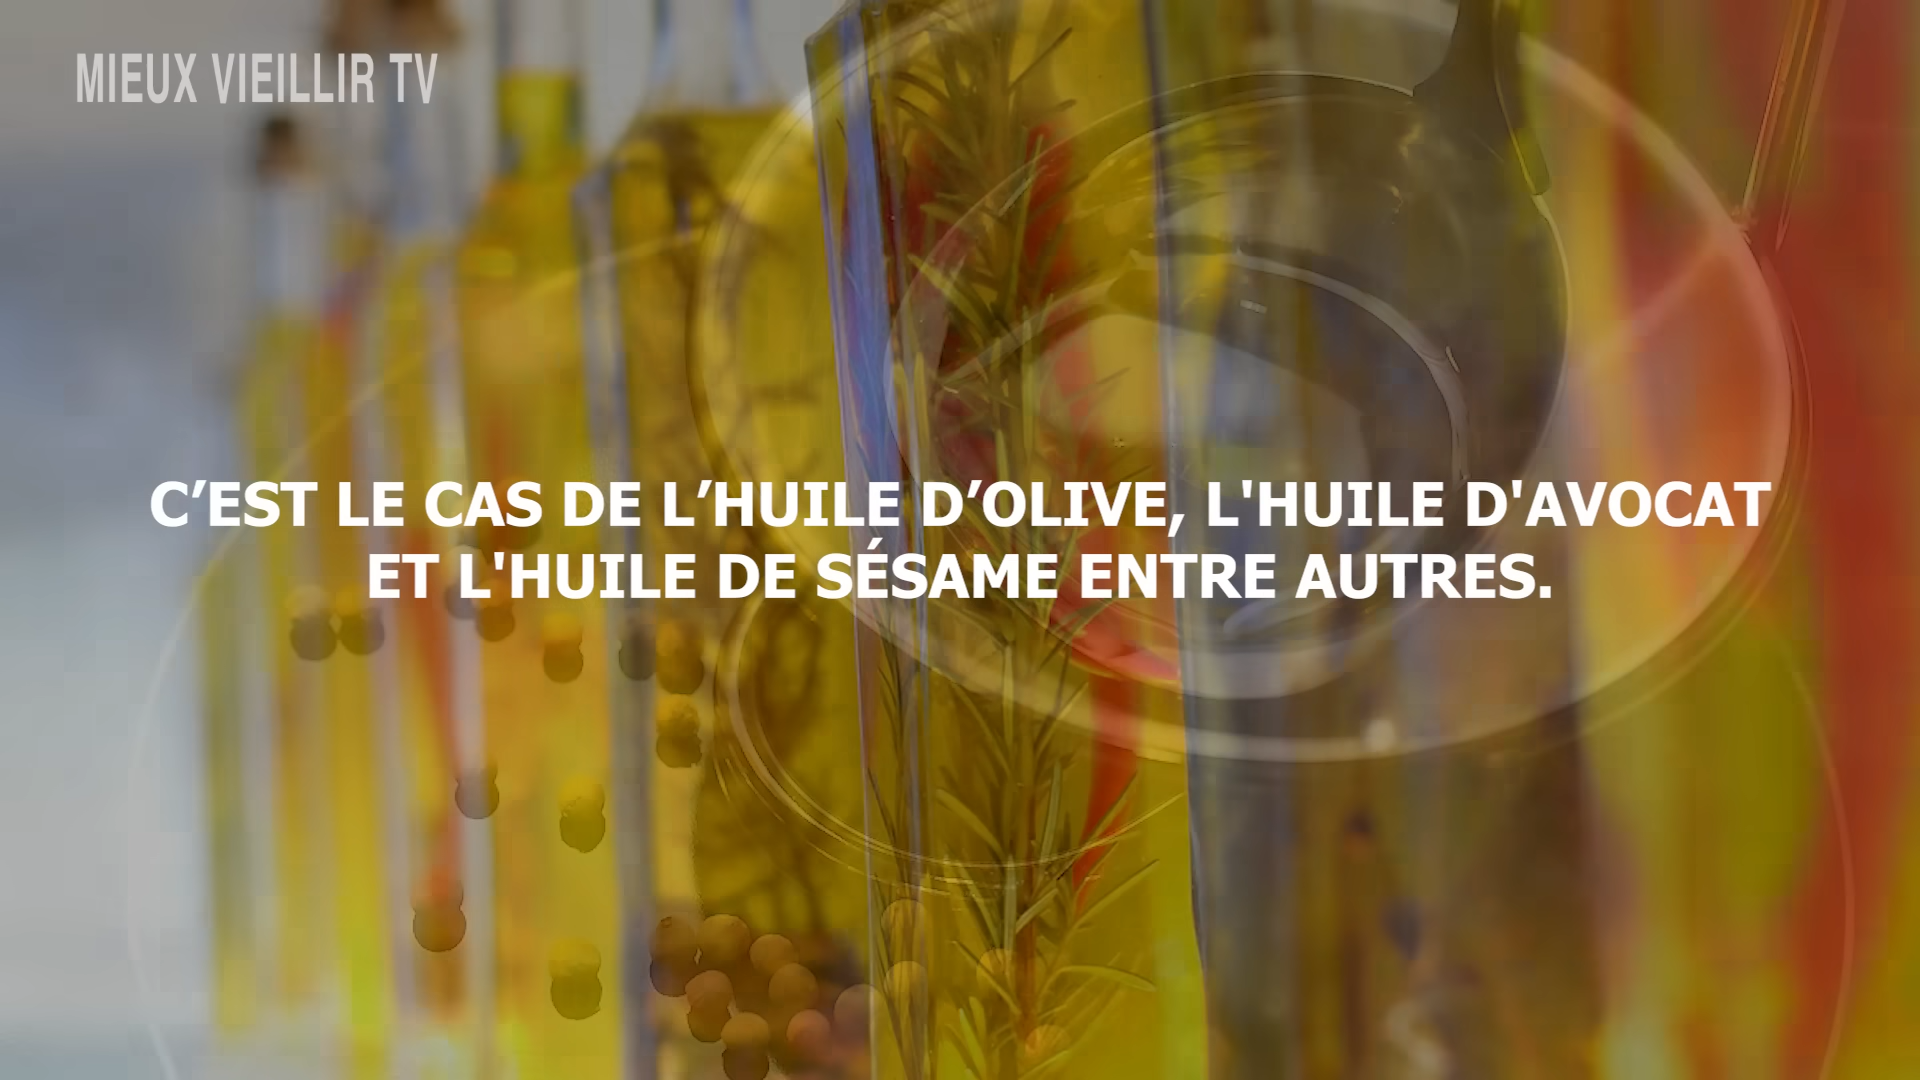 MIEUX VIEILLIR TV
C’EST LE CAS DE L’HUILE D’OLIVE, L'HUILE D'AVOCAT
ET L'HUILE DE SÉSAME ENTRE AUTRES.